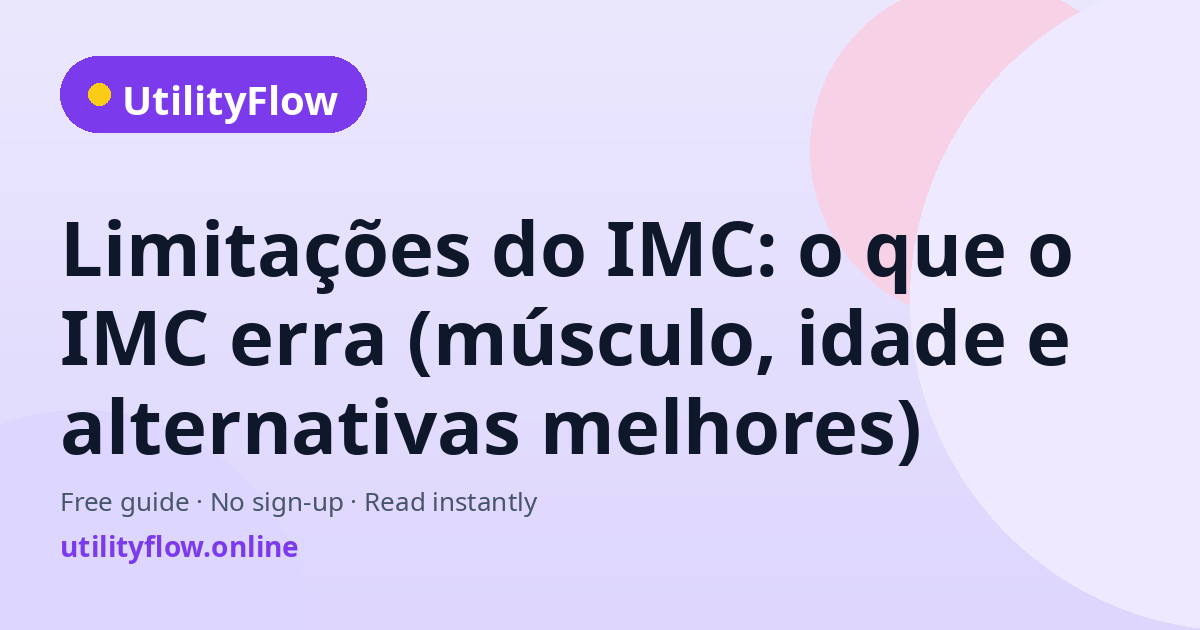 UtilityFlow
Limitações do IMC: o que o
IMC erra (músculo, idade e
alternativas melhores)
Free guide · No sign-up · Read instantly
utilityflow.online